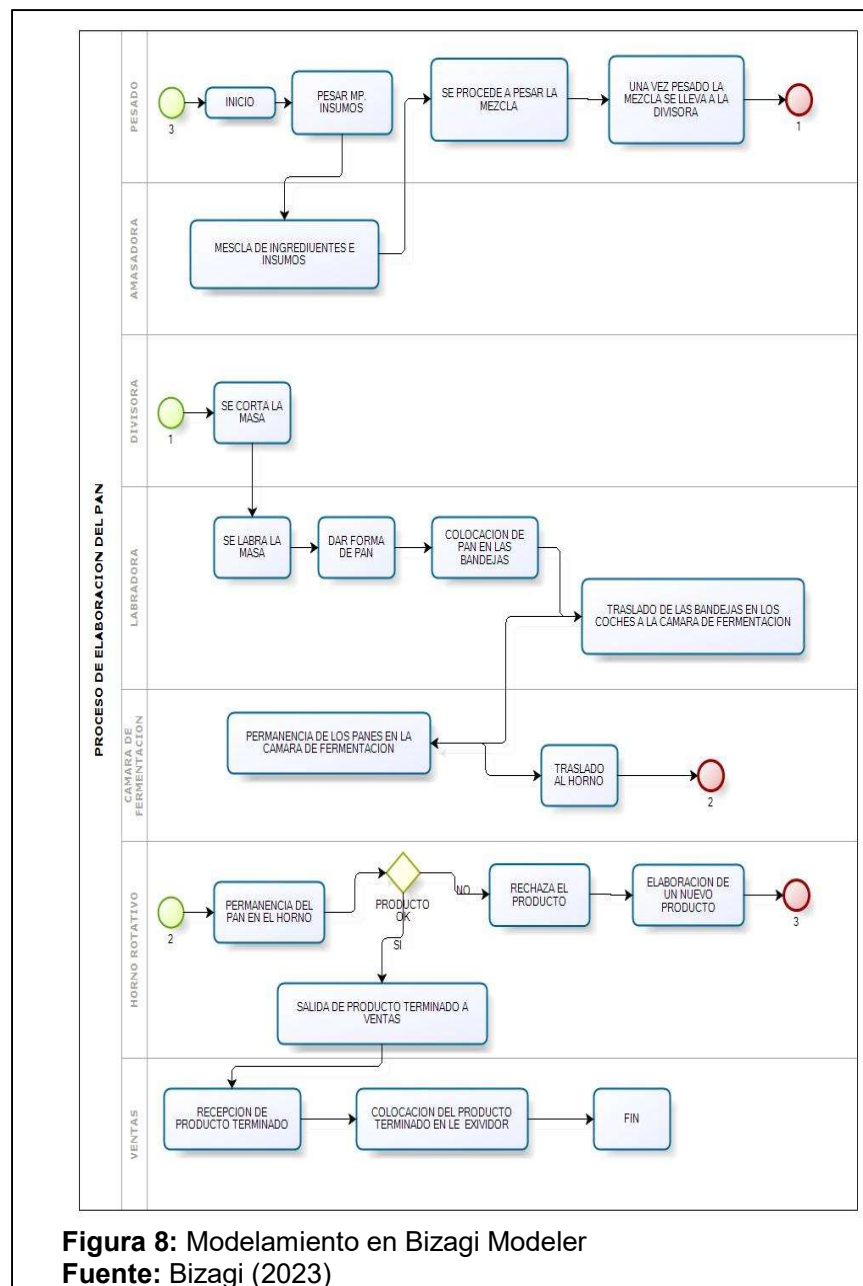 PROCESO DE ELABORACION DEL PAN
PESADO
3
INICIO
PESAR MP.
INSUMOS
SE PROCEDE A PESAR LA
MEZCLA
UNA VEZ PESADO LA
MEZCLA SE LLEVA A LA
DIVISORA
1
AMASADORA
MESCLA DE INGREDIUENTES E
INSUMOS
DIVISORA
1
SE CORTA LA
MASA
LABRADORA
SE LABRA LA
MASA
DAR FORMA
DE PAN
COLOCACION DE
PAN EN LAS
BANDEJAS
TRASLADO DE LAS BANDEJAS EN LOS
COCHES A LA CAMARA DE FERMENTACION
CAMARA DE
FERMENTACION
PERMANENCIA DE LOS PANES EN LA
CAMARA DE FERMENTACION
TRASLADO
AL HORNO
2
HORNO ROTATIVO
2
PERMANENCIA DEL
PAN EN EL HORNO
PRODUCTO
OK
NO
RECHAZA EL
PRODUCTO
ELABORACION DE
UN NUEVO
PRODUCTO
3
SI
SALIDA DE PRODUCTO TERMINADO A
VENTAS
VENTAS
RECEPCION DE
PRODUCTO TERMINADO
COLOCACION DEL PRODUCTO
TERMINADO EN LE EXIVIDOR
FIN
Figura 8: Modelamiento en Bizagi Modeler
Fuente: Bizagi (2023)